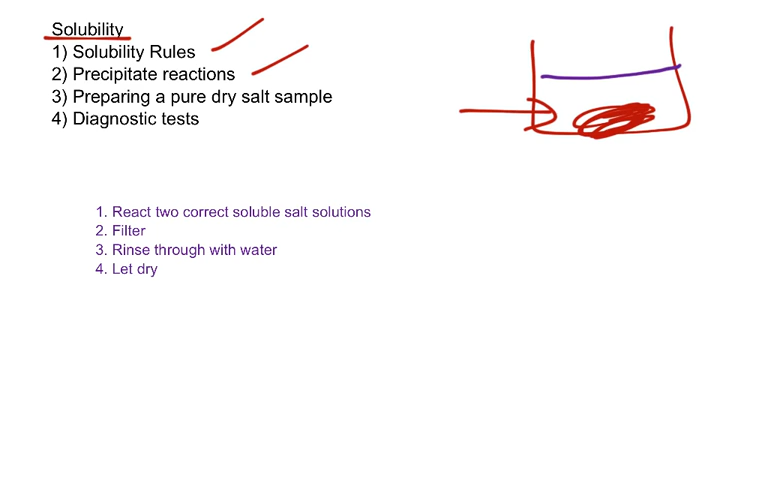 Solubility
1) Solubility Rules
2) Precipitate reactions
3) Preparing a pure dry salt sample
4) Diagnostic tests
1. React two correct soluble salt solutions
2. Filter
3. Rinse through with water
4. Let dry